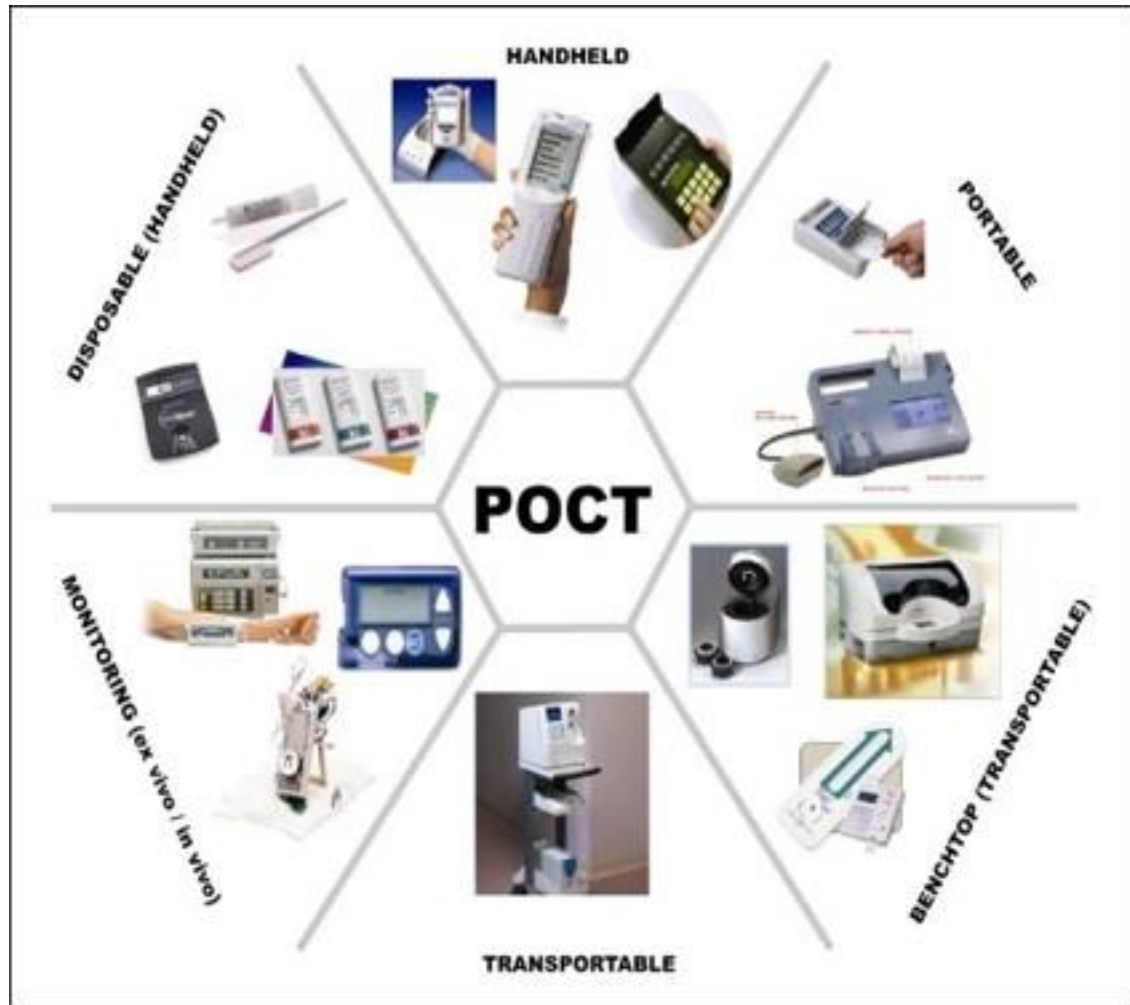 HANDHELD
DISPOSABLE (HANDHELD)
PORTABLE
POCT
MONITORING (ex vivo / in vivo)
BENCHTOP (TRANSPORTABLE)
TRANSPORTABLE